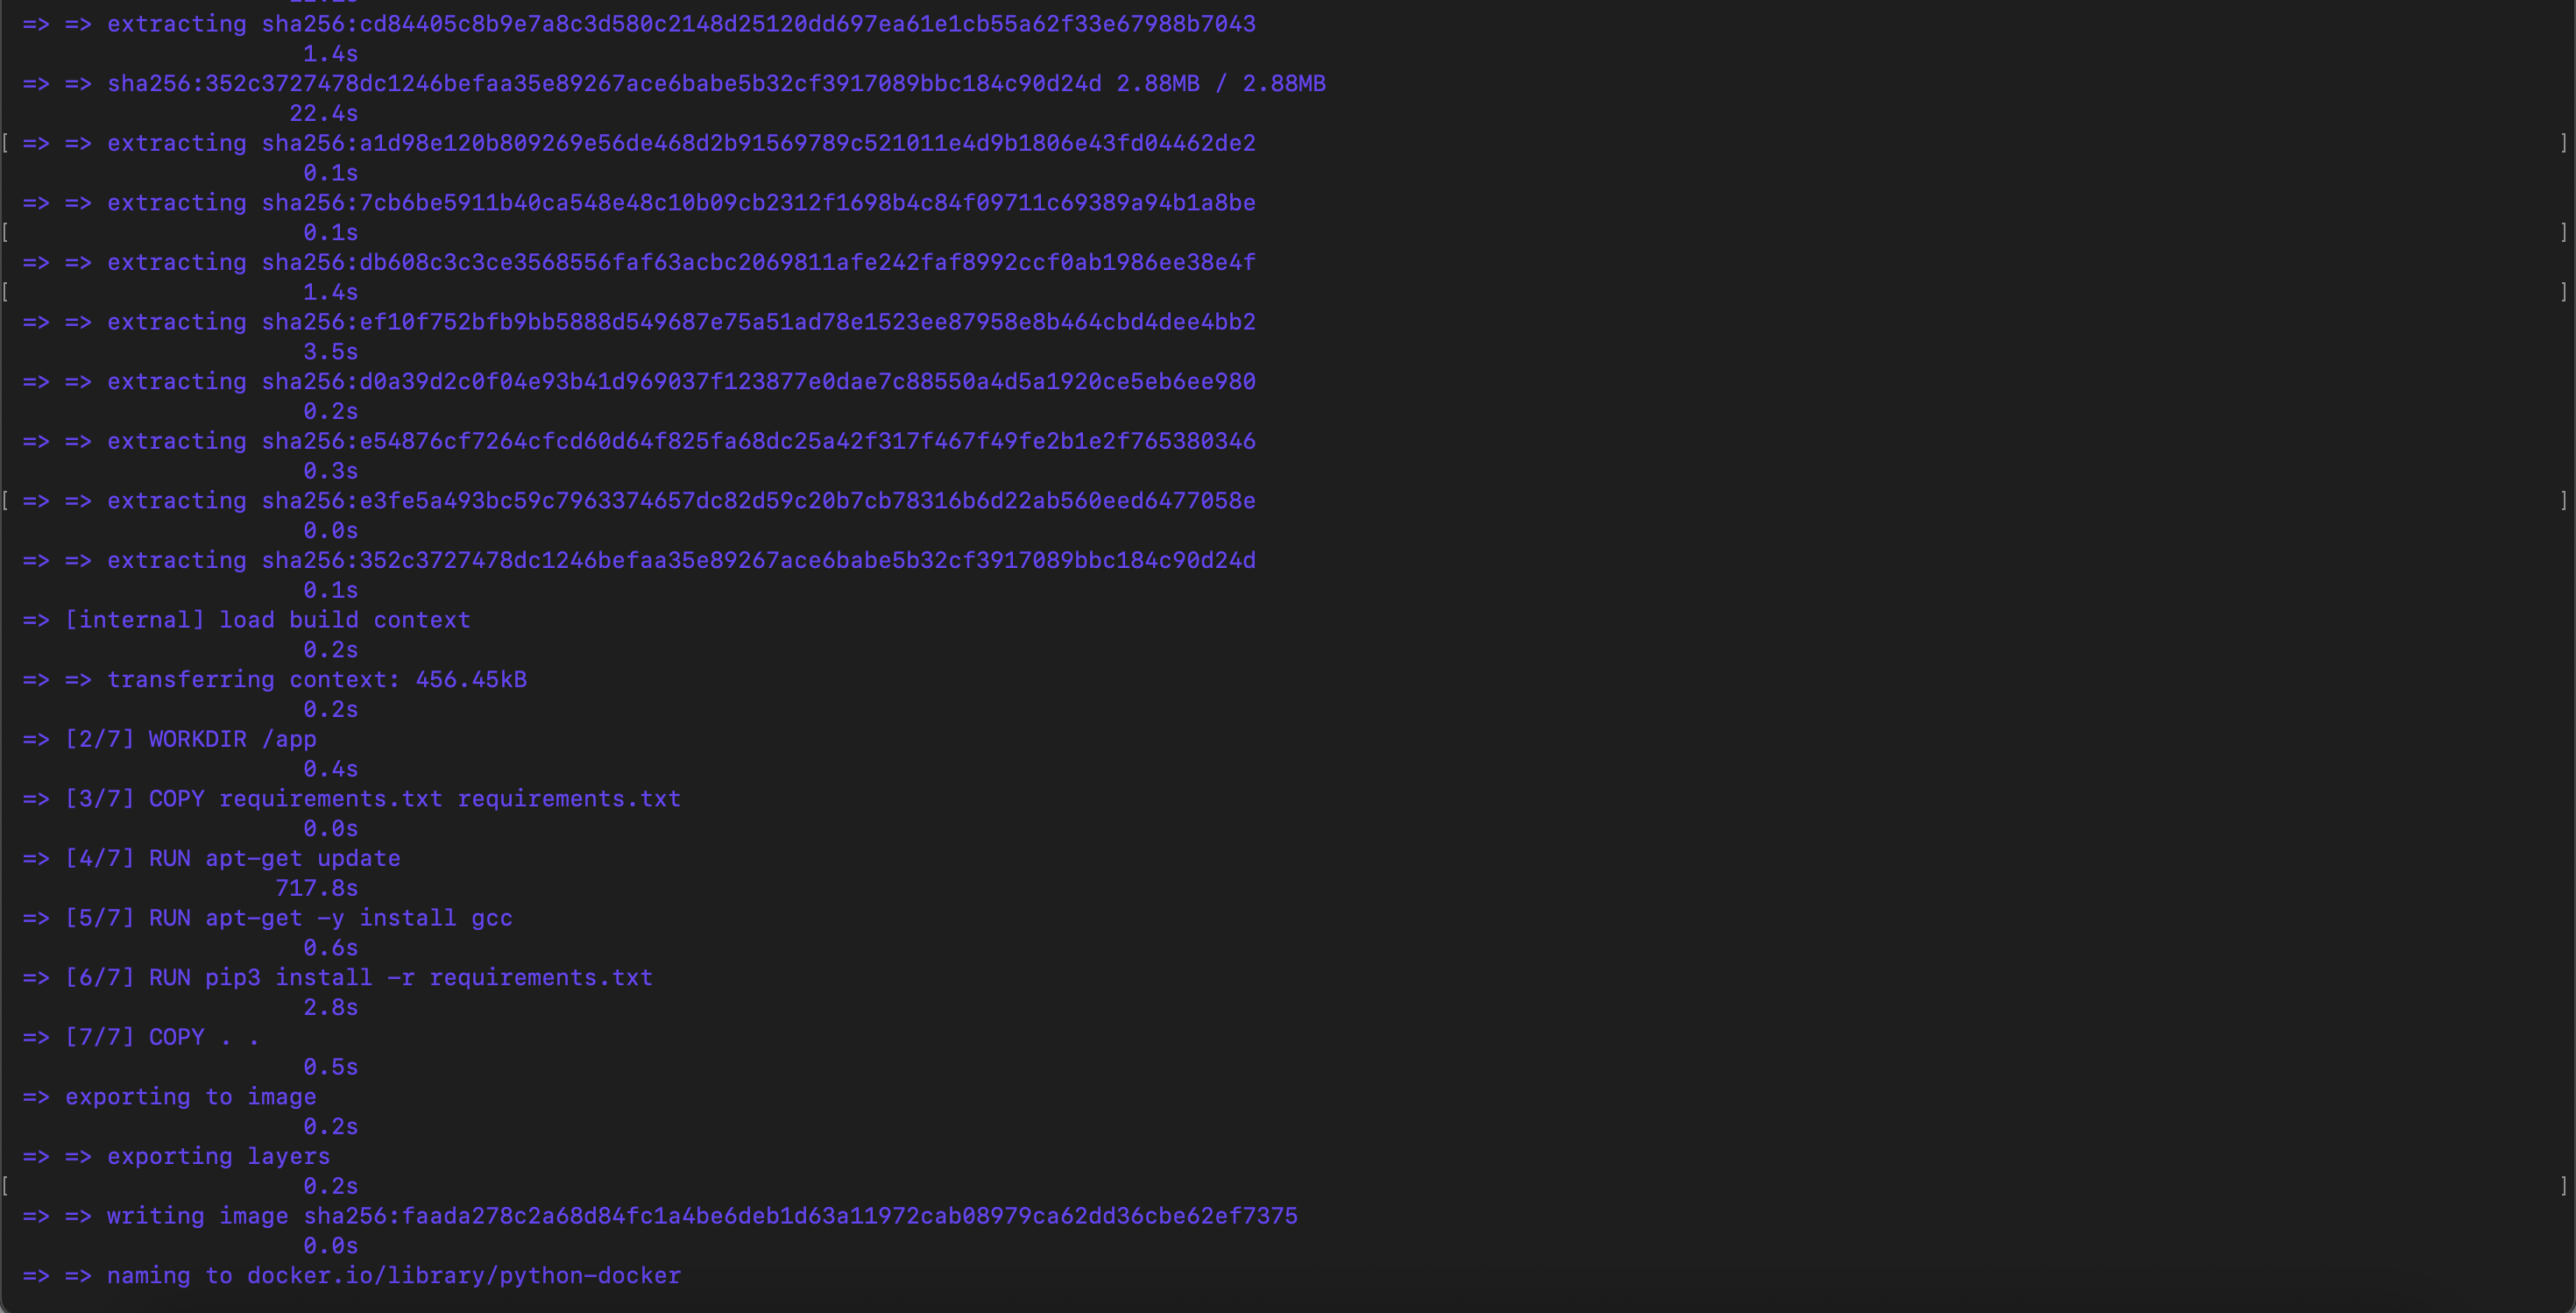 => => extracting sha256:cd84405c8b9e7a8c3d580c2148d25120dd697ea61e1cb55a62f33e67988b7043
1.4s
=> => sha256:352c3727478dc1246befaa35e89267ace6babe5b32cf3917089bbc184c90d24d 2.88MB / 2.88MB
22.4s
[ => => extracting sha256:a1d98e120b809269e56de468d2b91569789c521011e4d9b1806e43fd04462de2 ]
0.1s
=> => extracting sha256:7cb6be5911b40ca548e48c10b09cb2312f1698b4c84f09711c69389a94b1a8be
[ 0.1s ]
=> => extracting sha256:db608c3c3ce3568556faf63acbc2069811afe242faf8992ccf0ab1986ee38e4f
[ 1.4s ]
=> => extracting sha256:ef10f752bfb9bb5888d549687e75a51ad78e1523ee87958e8b464cbd4dee4bb2
3.5s
=> => extracting sha256:d0a39d2c0f04e93b41d969037f123877e0dae7c88550a4d5a1920ce5eb6ee980
0.2s
=> => extracting sha256:e54876cf7264cfcd60d64f825fa68dc25a42f317f467f49fe2b1e2f765380346
0.3s
[ => => extracting sha256:e3fe5a493bc59c7963374657dc82d59c20b7cb78316b6d22ab560eed6477058e ]
0.0s
=> => extracting sha256:352c3727478dc1246befaa35e89267ace6babe5b32cf3917089bbc184c90d24d
0.1s
=> [internal] load build context
0.2s
=> => transferring context: 456.45kB
0.2s
=> [2/7] WORKDIR /app
0.4s
=> [3/7] COPY requirements.txt requirements.txt
0.0s
=> [4/7] RUN apt-get update
717.8s
=> [5/7] RUN apt-get -y install gcc
0.6s
=> [6/7] RUN pip3 install -r requirements.txt
2.8s
=> [7/7] COPY . .
0.5s
=> exporting to image
0.2s
=> => exporting layers
[ 0.2s ]
=> => writing image sha256:faada278c2a68d84fc1a4be6deb1d63a11972cab08979ca62dd36cbe62ef7375
0.0s
=> => naming to docker.io/library/python-docker